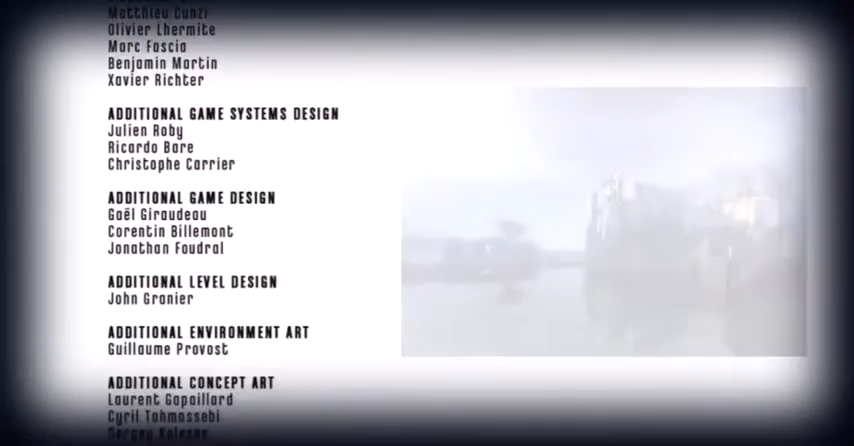 Matthieu Cunzi
Olivier Lhermite
Marc Foscia
Benjamin Martin
Xavier Richter
ADDITIONAL GAME SYSTEMS DESIGN
Julien Roby
Ricardo Bare
Christophe Carrier
ADDITIONAL GAME DESIGN
Gaël Giraudeau
Corentin Billemont
Jonathan Foudral
ADDITIONAL LEVEL DESIGN
John Granier
ADDITIONAL ENVIRONMENT ART
Guillaume Provost
ADDITIONAL CONCEPT ART
Laurent Gapaillard
Cyril Tahmassebi